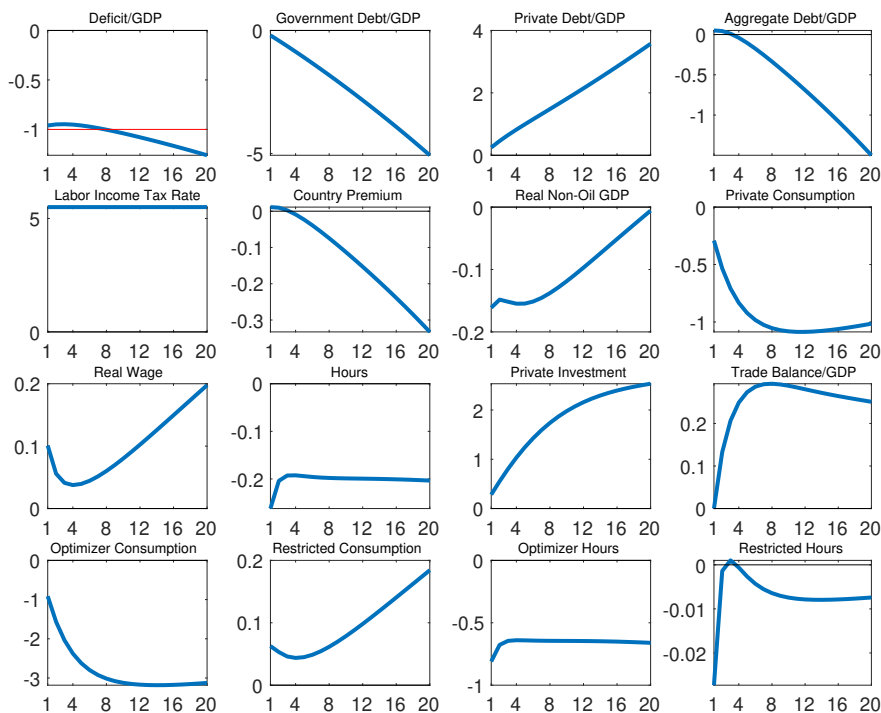 Deficit/GDP
0
-0.5
-1
1 4 8 12 16 20
Government Debt/GDP
0
-5
1 4 8 12 16 20
Private Debt/GDP
4
2
0
1 4 8 12 16 20
Aggregate Debt/GDP
0
-0.5
-1
1 4 8 12 16 20
Labor Income Tax Rate
5
0
1 4 8 12 16 20
Country Premium
0
-0.1
-0.2
-0.3
1 4 8 12 16 20
Real Non-Oil GDP
0
-0.1
-0.2
1 4 8 12 16 20
Private Consumption
0
-0.5
-1
1 4 8 12 16 20
Real Wage
0.2
0.1
0
1 4 8 12 16 20
Hours
0
-0.1
-0.2
1 4 8 12 16 20
Private Investment
2
1
0
1 4 8 12 16 20
Trade Balance/GDP
0.2
0.1
0
1 4 8 12 16 20
Optimizer Consumption
0
-1
-2
-3
1 4 8 12 16 20
Restricted Consumption
0.2
0.1
0
1 4 8 12 16 20
Optimizer Hours
0
-0.5
-1
1 4 8 12 16 20
Restricted Hours
0
-0.01
-0.02
1 4 8 12 16 20